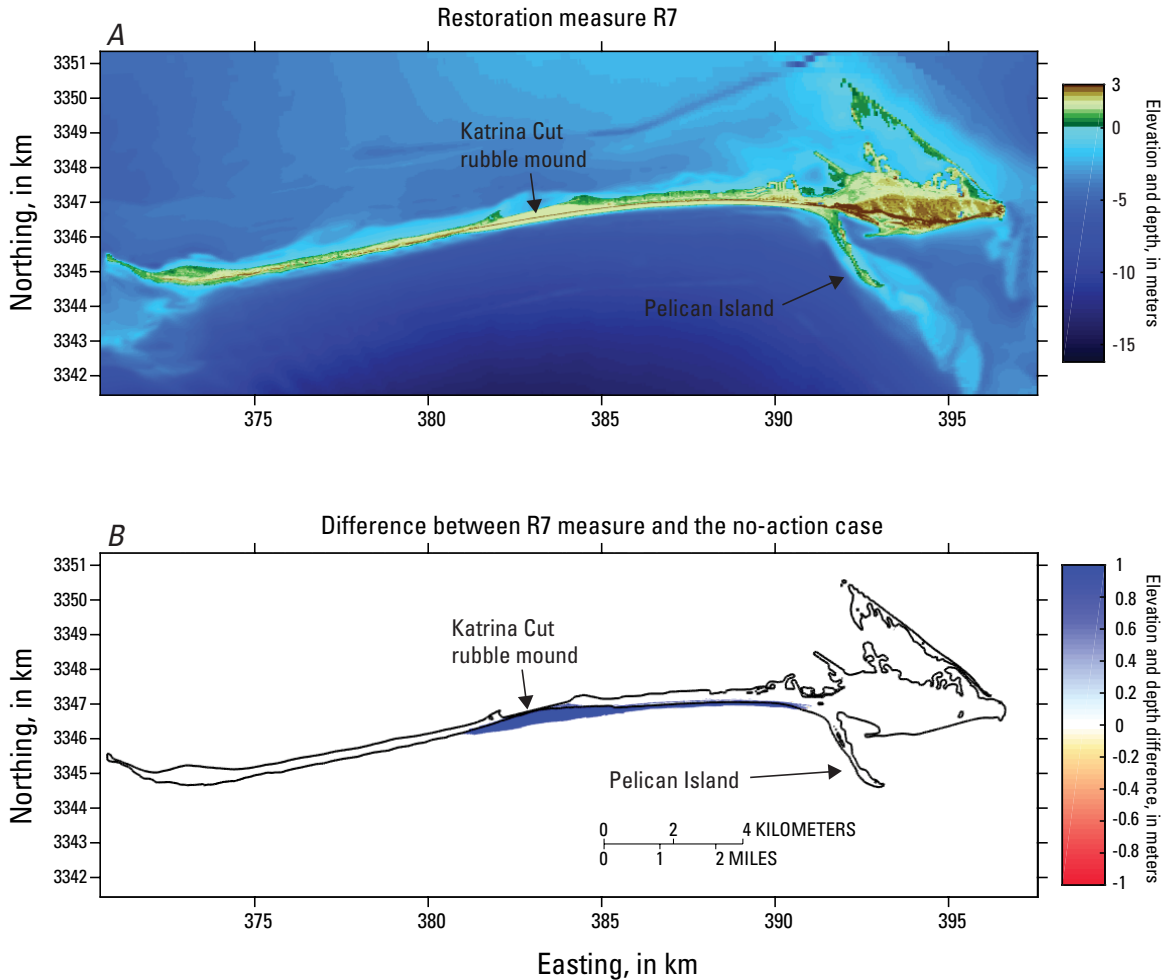 Restoration measure R7
A
3351
3350
3349
3348
3347
3346
3345
3344
3343
3342
Northing, in km
Katrina Cut
rubble mound
Pelican Island
375
380
385
390
395
3
0
-5
-10
-15
Elevation and depth, in meters
B
Difference between R7 measure and the no-action case
3351
3350
3349
3348
3347
3346
3345
3344
3343
3342
Northing, in km
Katrina Cut
rubble mound
Pelican Island
0 2 4 KILOMETERS
0 1 2 MILES
375
380
385
390
395
Easting, in km
1
0.8
0.6
0.4
0.2
0
-0.2
-0.4
-0.6
-0.8
-1
Elevation and depth difference, in meters